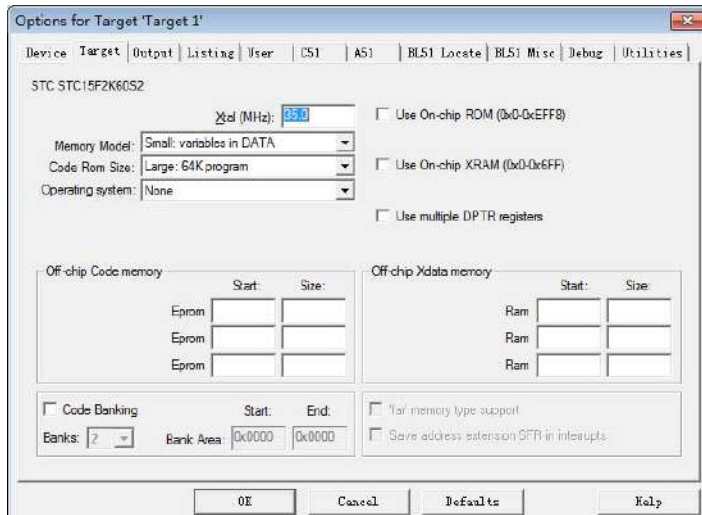 Options for Target 'Target 1'
Device Target Output Listing User C51 A51 BL51 Locate BL51 Misc Debug Utilities
STC STC15F2K60S2
Xtal (MHz): 35.0
Use On-chip ROM (0x0-0xEFF8)
Memory Model: Small: variables in DATA
Code Rom Size: Large: 64K program
Use On-chip XRAM (0x0-0x6FF)
Operating system: None
Use multiple DPTR registers
Off-chip Code memory
Start: Size:
Eprom
Eprom
Eprom
Off-chip Xdata memory
Start: Size:
Ram
Ram
Ram
Code Banking Start: End:
Banks: 2 Bank Area: 0x0000 0x0000
'far' memory type support
Save address extension SFR in interrupts
OK Cancel Defaults Help